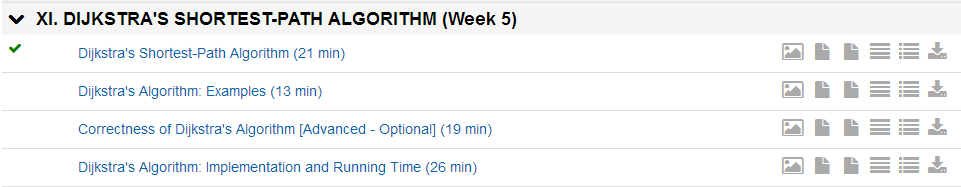 XI. DIJKSTRA'S SHORTEST-PATH ALGORITHM (Week 5)
Dijkstra's Shortest-Path Algorithm (21 min)
Dijkstra's Algorithm: Examples (13 min)
Correctness of Dijkstra's Algorithm [Advanced - Optional] (19 min)
Dijkstra's Algorithm: Implementation and Running Time (26 min)